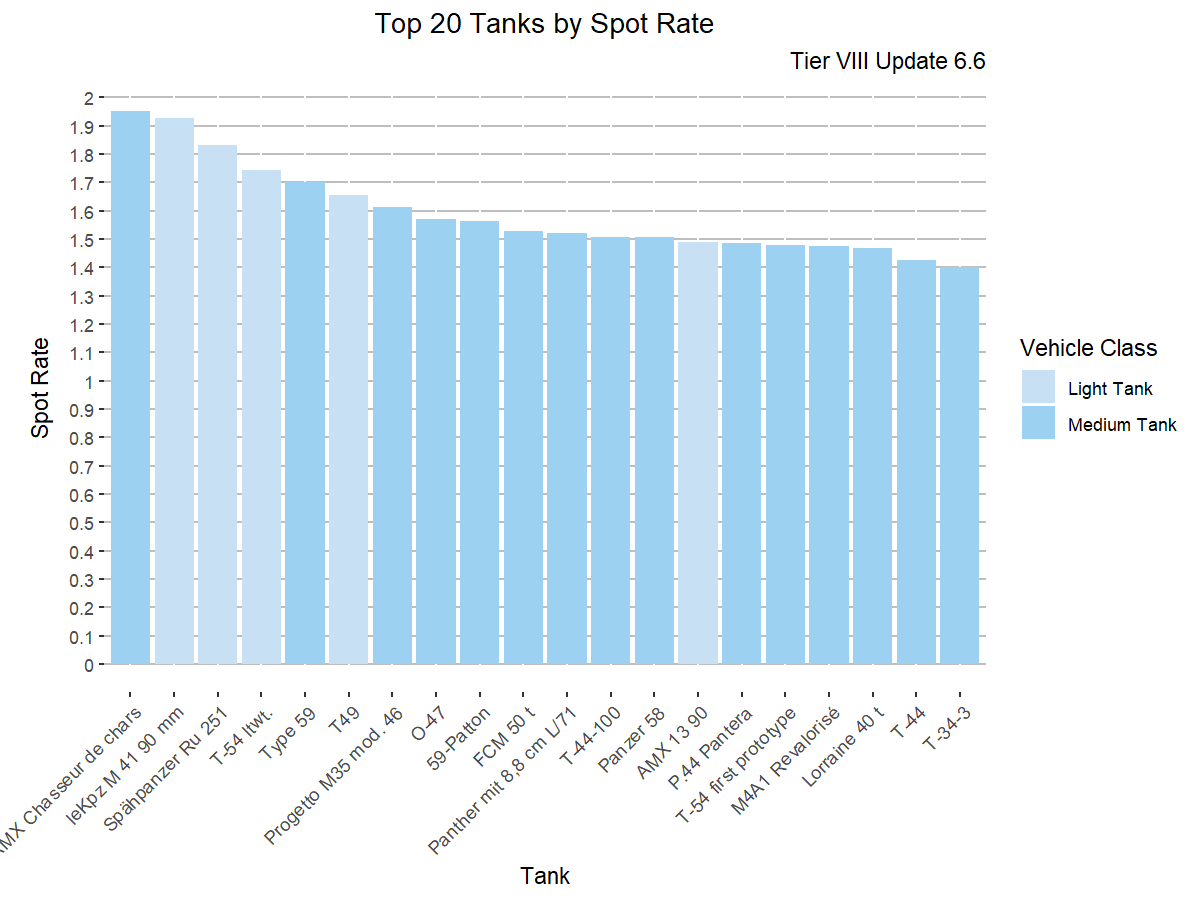 Top 20 Tanks by Spot Rate
Tier VIII Update 6.6
2
1.9
1.8
1.7
1.6
1.5
1.4
1.3
1.2
1.1
1
0.9
0.8
0.7
0.6
0.5
0.4
0.3
0.2
0.1
0
Spot Rate
MX Chasseur de chars
leKpz M 41 90 mm
Spähpanzer Ru 251
T-54 ltwt.
Type 59
T49
Progetto M35 mod. 46
O-47
59-Patton
FCM 50 t
Panther mit 8,8 cm L/71
T-44-100
Panzer 58
AMX 13 90
P.44 Pantera
T-54 first prototype
M4A1 Revalorisé
Lorraine 40 t
T-44
T-34-3
Tank
Vehicle Class
Light Tank
Medium Tank